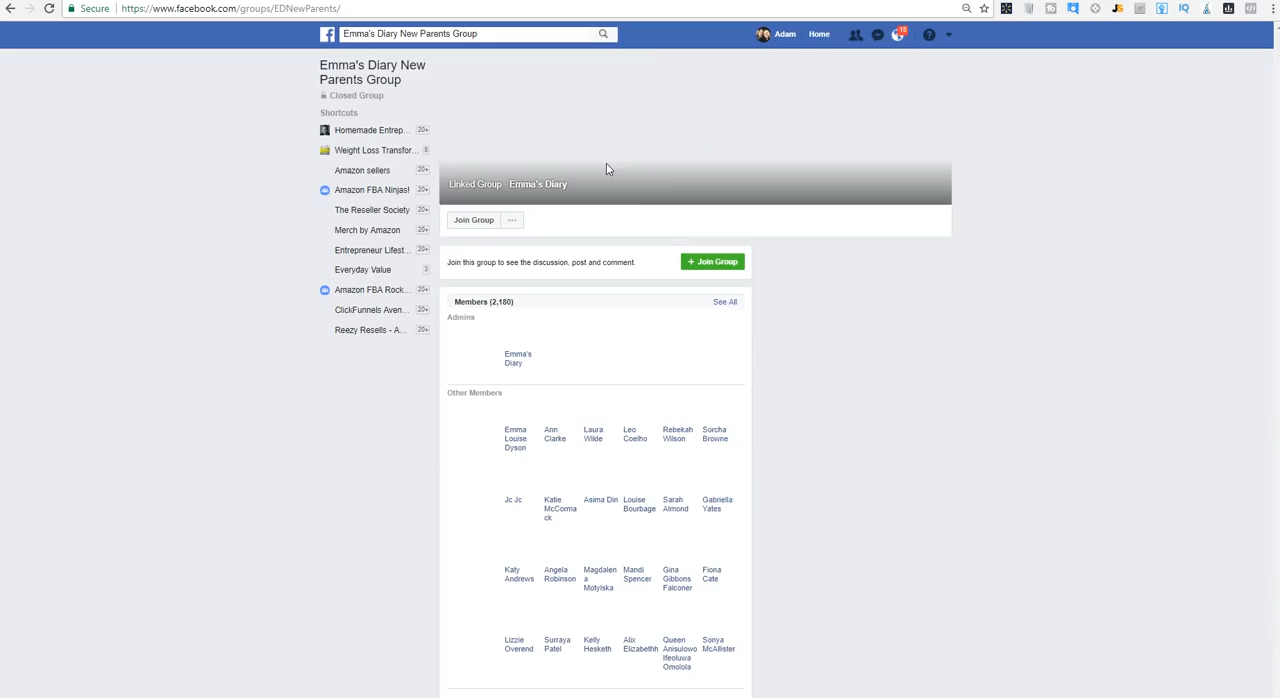 Secure
https://www.facebook.com/groups/EDNewParents/
Emma's Diary New Parents Group
Adam
Home
15
Emma's Diary New
Parents Group
Closed Group
Shortcuts
Homemade Entrep... 20+
Weight Loss Transfor... 8
Amazon sellers 20+
Amazon FBA Ninjas! 20+
The Reseller Society 20+
Merch by Amazon 20+
Entrepreneur Lifest... 20+
Everyday Value 3
Amazon FBA Rock... 20+
ClickFunnels Aven... 20+
Reezy Resells - A... 20+
Linked Group - Emma's Diary
Join Group ...
Join this group to see the discussion, post and comment.
+ Join Group
Members (2,180) See All
Admins
Emma's
Diary
Other Members
Emma
Louise
Dyson
Ann
Clarke
Laura
Wilde
Leo
Coelho
Rebekah
Wilson
Sorcha
Browne
Jc Jc
Katie
McCorma
ck
Asima Din
Louise
Bourbage
Sarah
Almond
Gabriella
Yates
Katy
Andrews
Angela
Robinson
Magdalen
a
Motylska
Mandi
Spencer
Gina
Gibbons
Falconer
Fiona
Cate
Lizzie
Overend
Surraya
Patel
Kelly
Hesketh
Alix
Elizabethh
Queen
Anisulowo
Ifeoluwa
Omolola
Sonya
McAllister